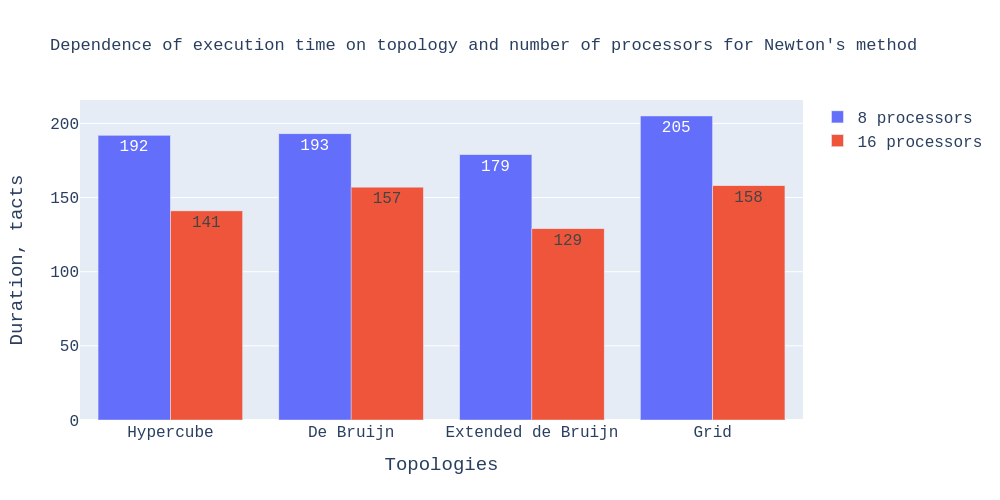 Dependence of execution time on topology and number of processors for Newton's method
8 processors
16 processors
Duration, tacts
200
150
100
50
0
192
141
193
157
179
129
205
158
Hypercube
De Bruijn
Extended de Bruijn
Grid
Topologies